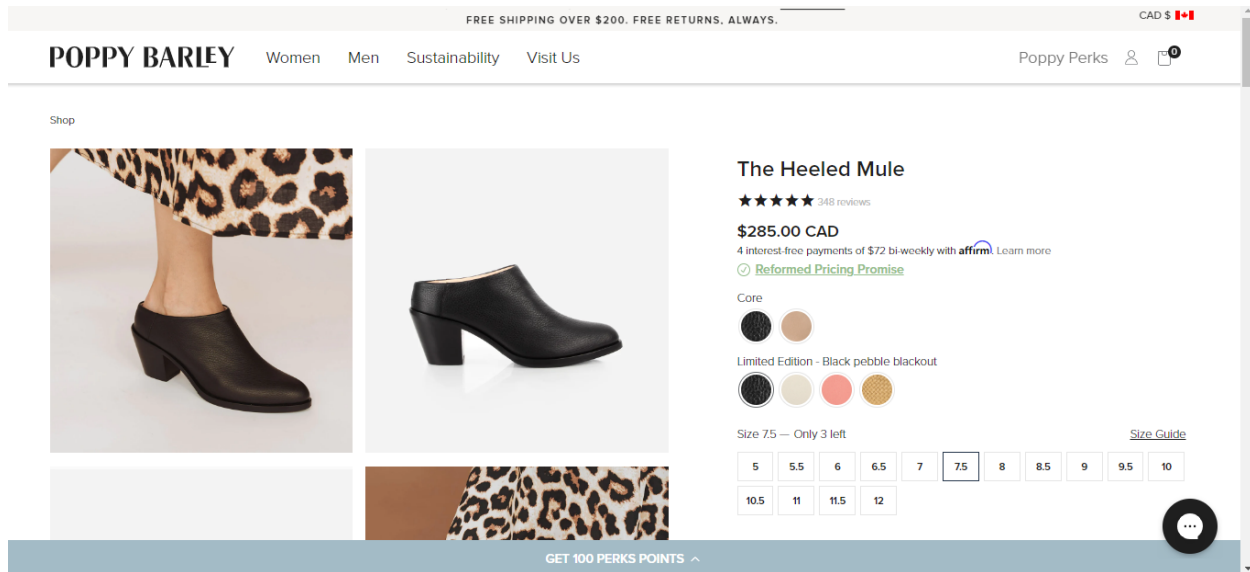 FREE SHIPPING OVER $200. FREE RETURNS, ALWAYS.
CAD $
POPPY BARLEY Women Men Sustainability Visit Us Poppy Perks 0
Shop
The Heeled Mule
348 reviews
$285.00 CAD
4 interest-free payments of $72 bi-weekly with affirm. Learn more
Reformed Pricing Promise
Core
Limited Edition - Black pebble blackout
Size 7.5 — Only 3 left Size Guide
5 5.5 6 6.5 7 7.5 8 8.5 9 9.5 10
10.5 11 11.5 12
GET 100 PERKS POINTS